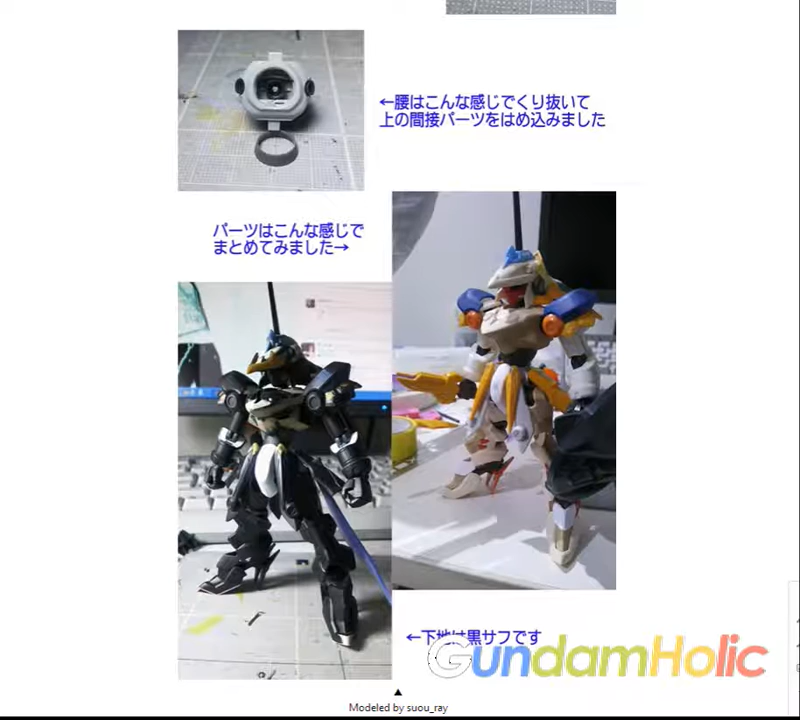 ←腰はこんな感じでくり抜いて
上の間接パーツをはめ込みました
パーツはこんな感じで
まとめてみました→
←下地は黒サフです
GundamHolic
Modeled by suou_ray